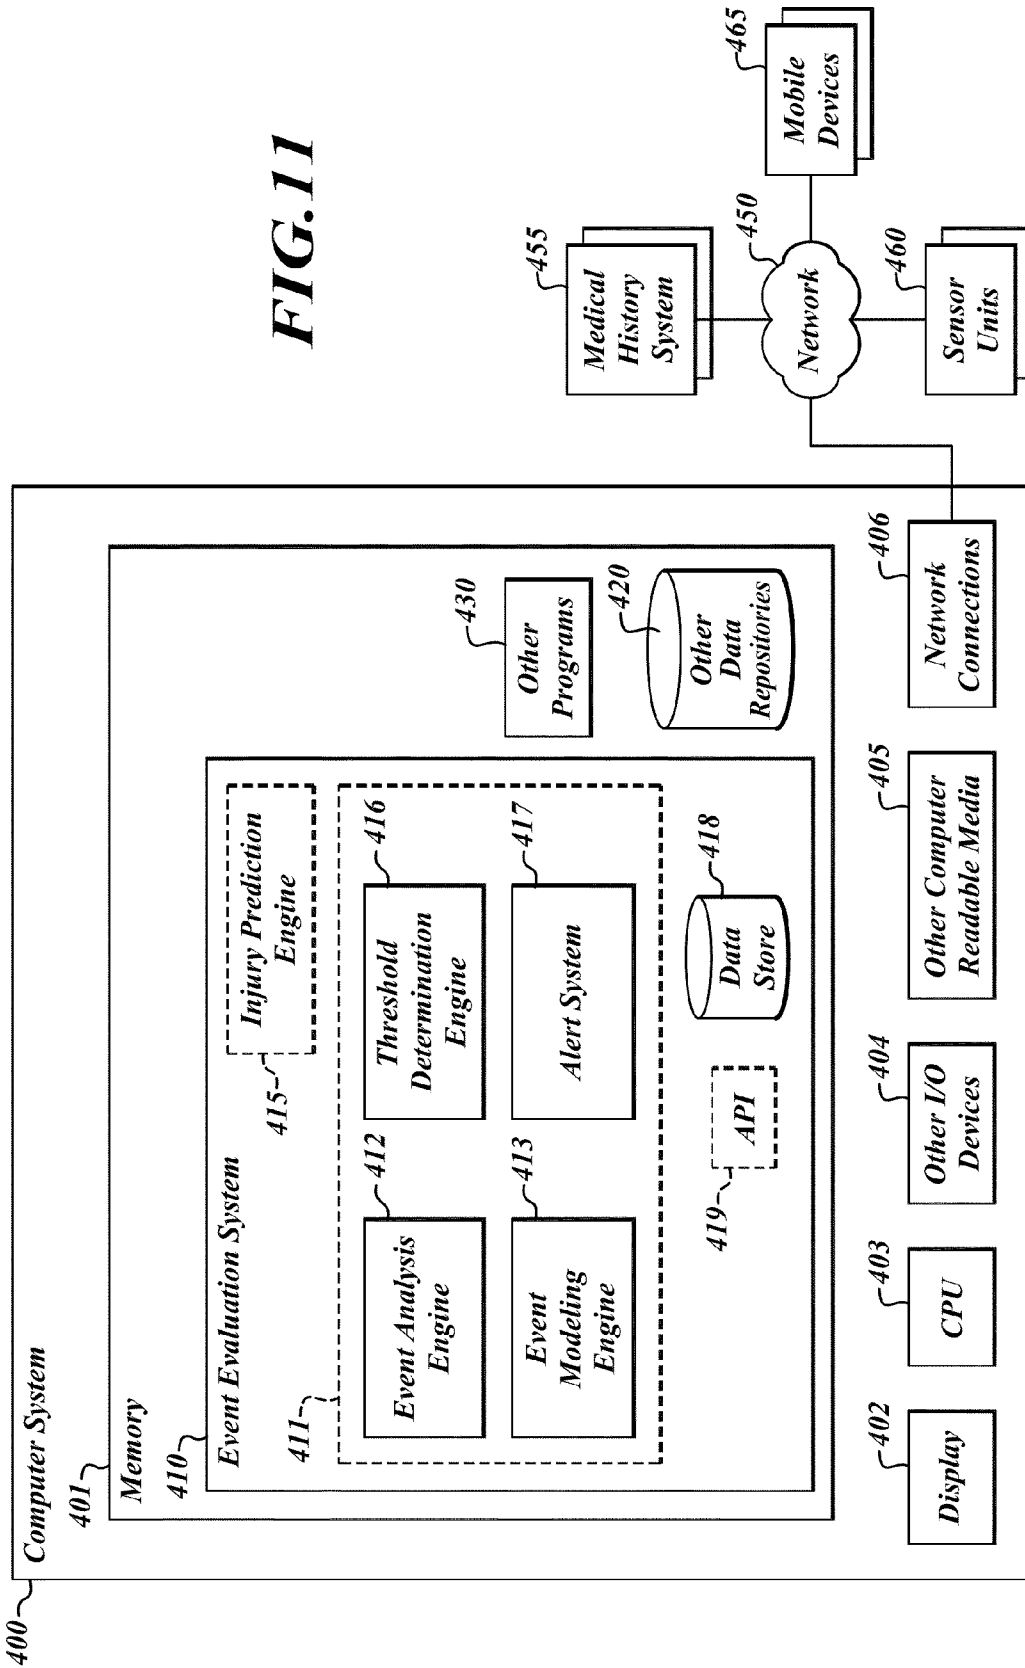 FIG.11
400
Computer System
401
Memory
410
Event Evaluation System
415
Injury Prediction
Engine
411
412
Event Analysis
Engine
416
Threshold
Determination
Engine
413
Event
Modeling
Engine
417
Alert System
419
API
418
Data
Store
430
Other
Programs
420
Other
Data
Repositories
402
Display
403
CPU
404
Other I/O
Devices
405
Other Computer
Readable Media
406
Network
Connections
455
Medical
History
System
450
Network
465
Mobile
Devices
460
Sensor
Units